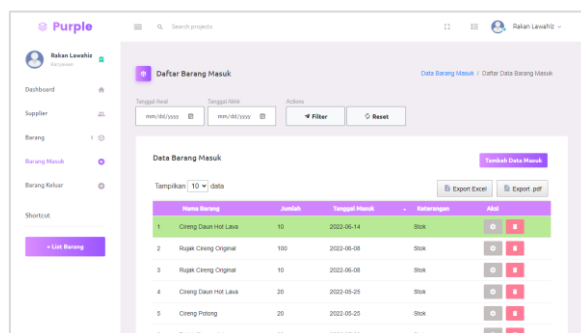 Purple
Search projects
Rakan Lawahiz
Rakan Lawahiz
Karyawan
Dashboard
Supplier
Barang
Barang Masuk
Barang Keluar
Shortcut
+ List Barang
Daftar Barang Masuk
Data Barang Masuk / Daftar Data Barang Masuk
Tanggal Awal Tanggal Akhir Actions
mm/dd/yyyy mm/dd/yyyy Filter Reset
Data Barang Masuk
Tambah Data Masuk
Tampilkan 10 data
Export Excel Export .pdf
Nama Barang Jumlah Tanggal Masuk Keterangan Aksi
1 Cireng Daun Hot Lava 10 2022-06-14 Stok
2 Rujak Cireng Original 100 2022-06-08 Stok
3 Rujak Cireng Original 10 2022-06-08 Stok
4 Cireng Daun Hot Lava 20 2022-05-25 Stok
5 Cireng Potong 20 2022-05-25 Stok